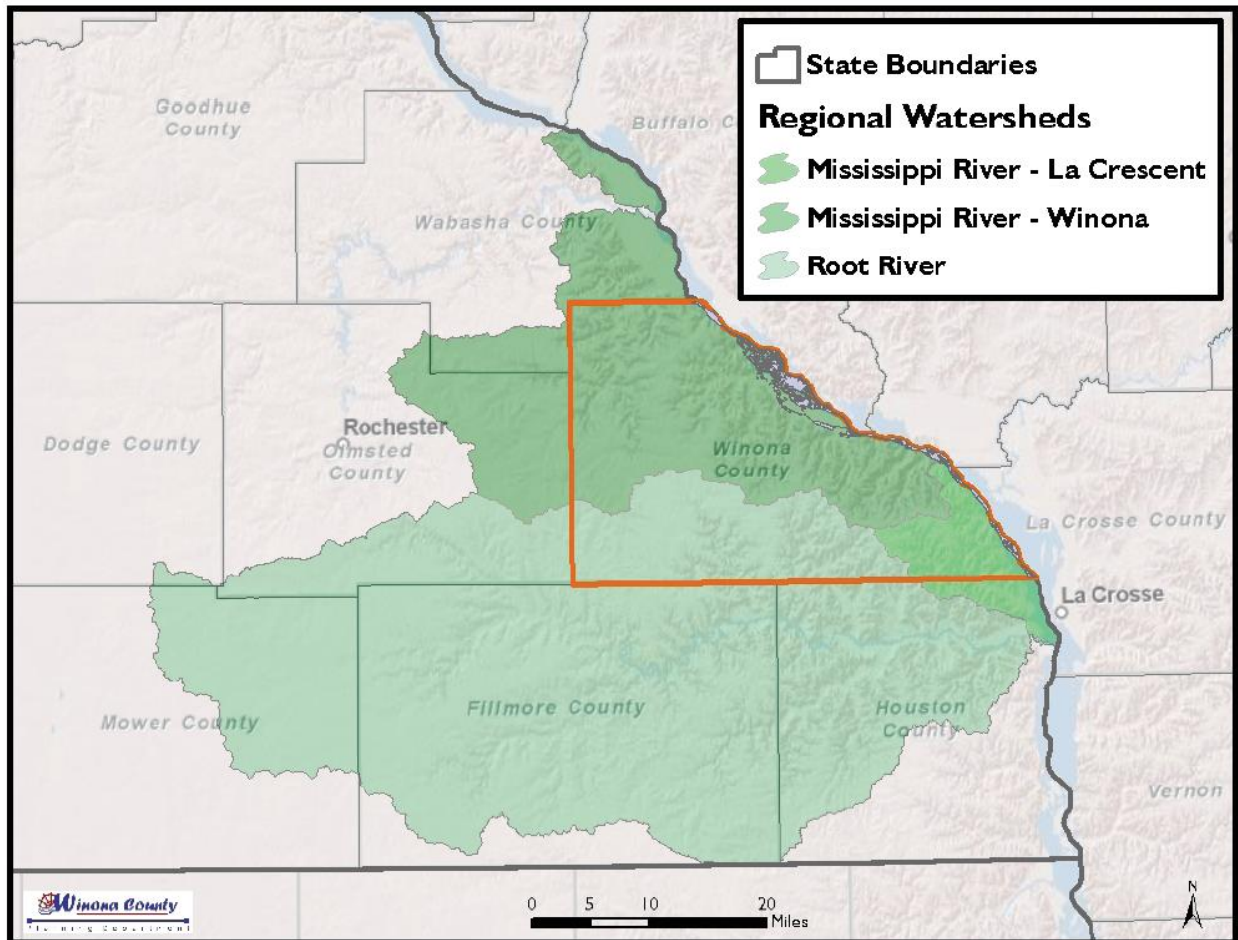 State Boundaries
Regional Watersheds
Mississippi River - La Crescent
Mississippi River - Winona
Root River
Goodhue
County
Buffalo C
Wabasha County
Dodge County
Rochester
Olmsted
County
Winona
County
La Crosse County
La Crosse
Mower County
Fillmore County
Houston
County
Vernon
Winona County
Planning Department
0 5 10 20
Miles
N